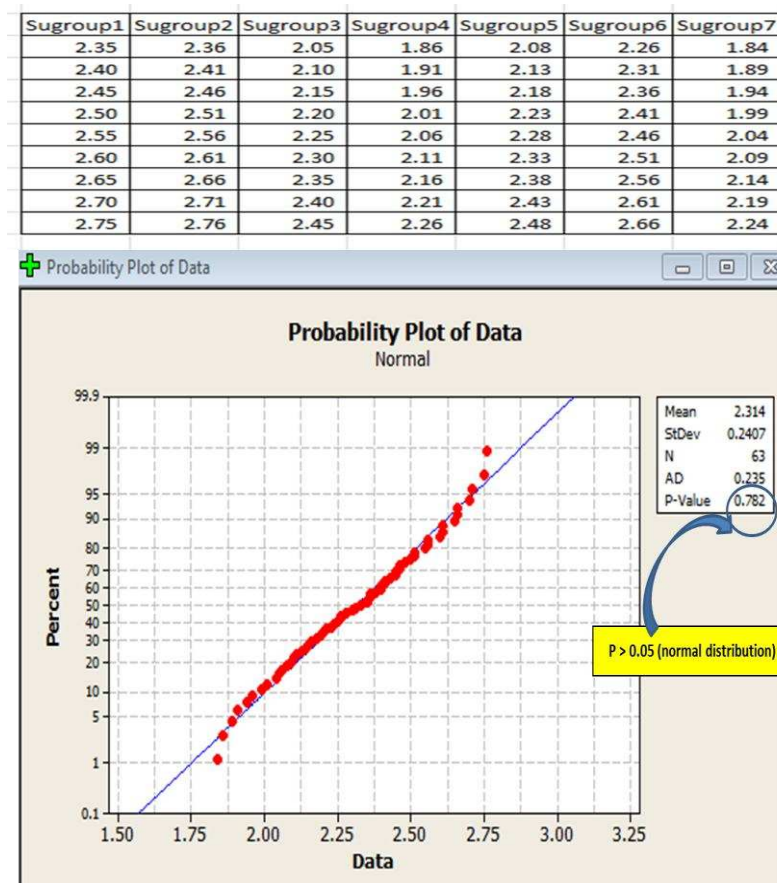 Sugroup1 Sugroup2 Sugroup3 Sugroup4 Sugroup5 Sugroup6 Sugroup7
2.35 2.36 2.05 1.86 2.08 2.26 1.84
2.40 2.41 2.10 1.91 2.13 2.31 1.89
2.45 2.46 2.15 1.96 2.18 2.36 1.94
2.50 2.51 2.20 2.01 2.23 2.41 1.99
2.55 2.56 2.25 2.06 2.28 2.46 2.04
2.60 2.61 2.30 2.11 2.33 2.51 2.09
2.65 2.66 2.35 2.16 2.38 2.56 2.14
2.70 2.71 2.40 2.21 2.43 2.61 2.19
2.75 2.76 2.45 2.26 2.48 2.66 2.24
Probability Plot of Data
Probability Plot of Data
Normal
99.9
99
95
90
80
70
60
50
40
30
20
10
5
1
0.1
Percent
1.50 1.75 2.00 2.25 2.50 2.75 3.00 3.25
Data
Mean 2.314
StDev 0.2407
N 63
AD 0.235
P-Value 0.782
P > 0.05 (normal distribution)